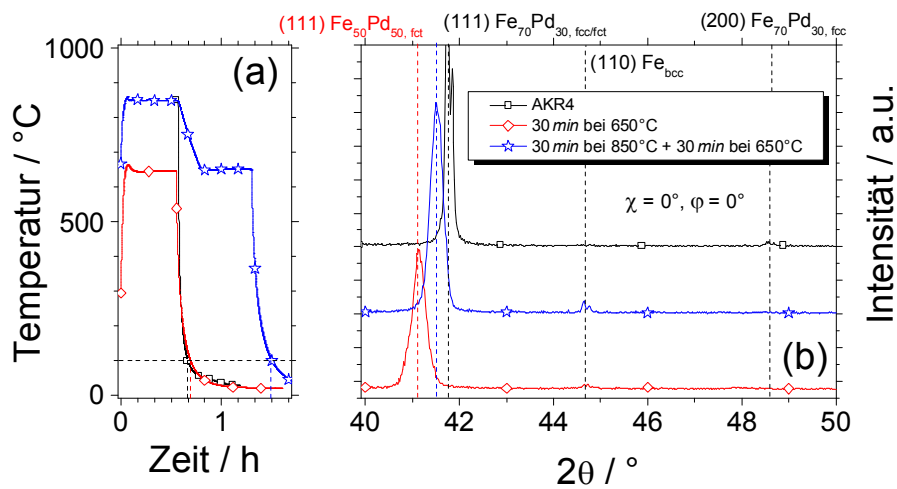 (111) Fe50Pd50, fct (111) Fe70Pd30, fcc/fct (200) Fe70Pd30, fcc
(110) Febcc
1000
500
0
0 1
Temperatur / °C
Zeit / h
(a)
AKR4
30 min bei 650°C
30 min bei 850°C + 30 min bei 650°C
χ = 0°, φ = 0°
(b)
40 42 44 46 48 50
2θ / °
Intensität / a.u.